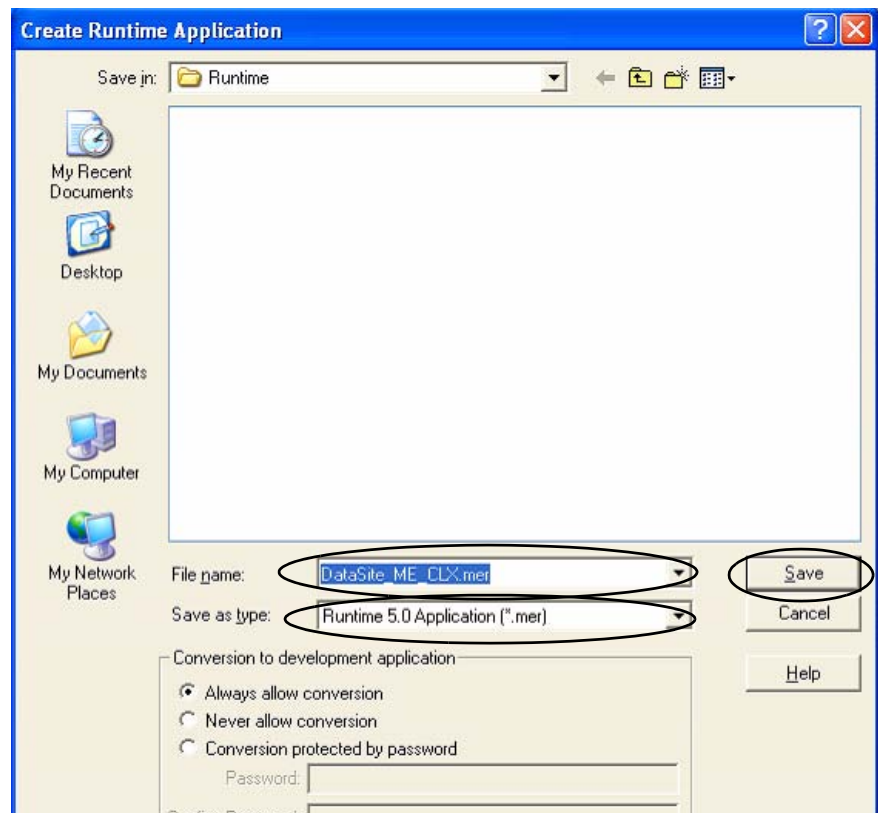 Create Runtime Application
Save in: Runtime
My Recent
Documents
Desktop
My Documents
My Computer
My Network
Places
File name: DataSite_ME_CLX.mer
Save
Save as type: Runtime 5.0 Application (*.mer)
Cancel
Help
Conversion to development application
Always allow conversion
Never allow conversion
Conversion protected by password
Password: